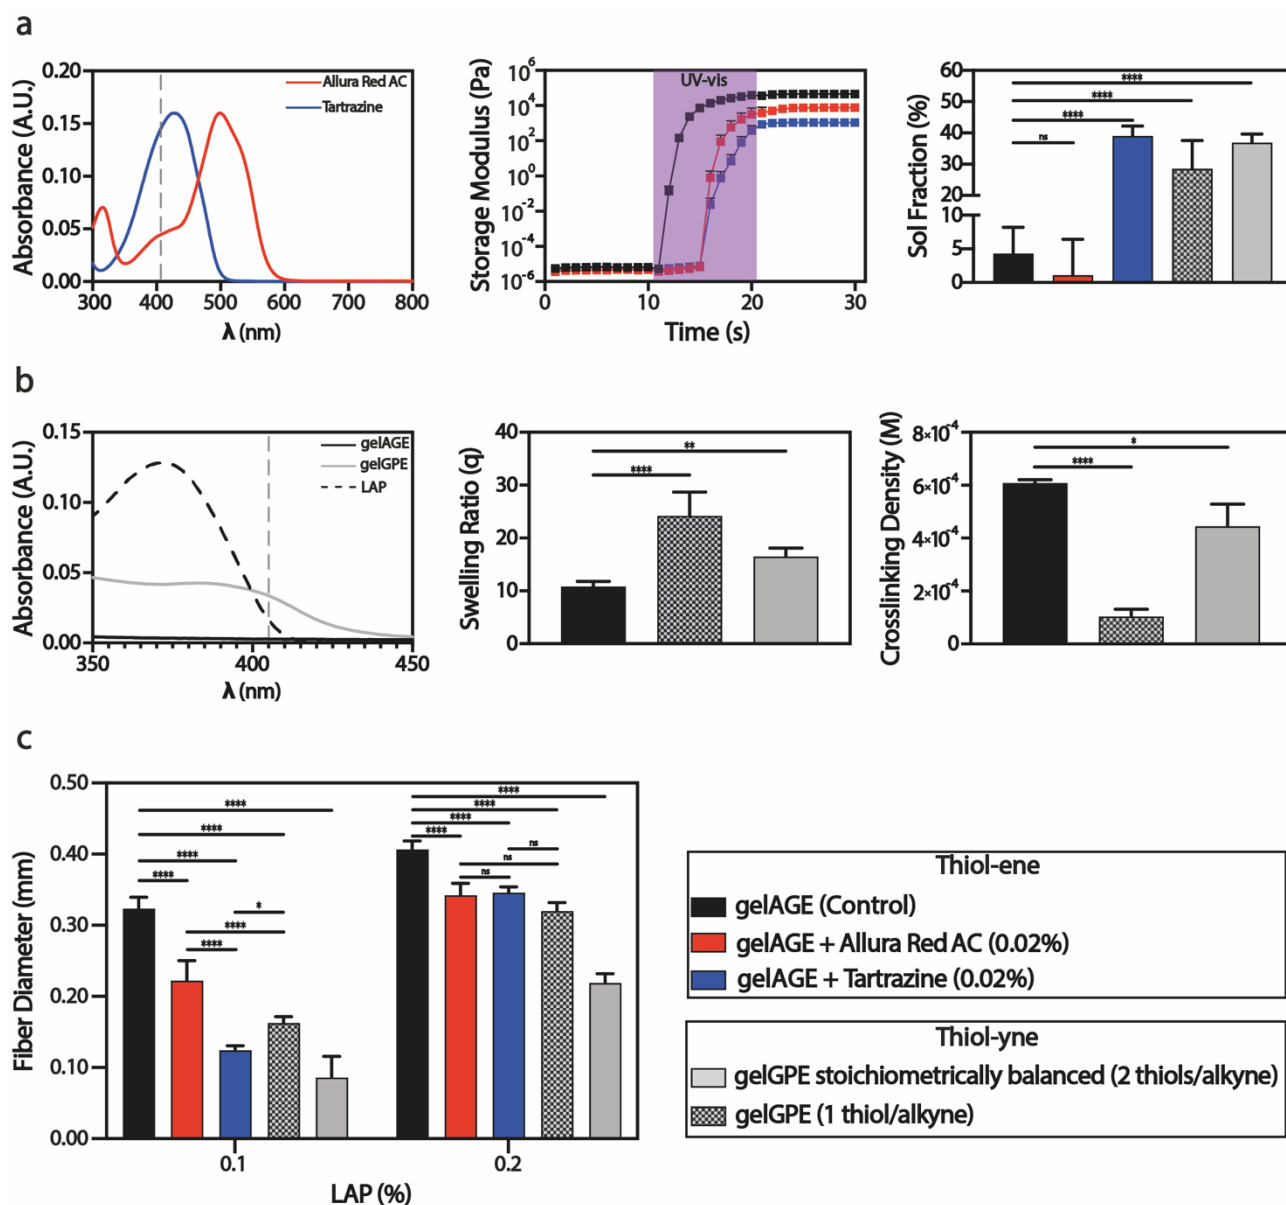 a
Absorbance (A.U.)
0.20
0.15
0.10
0.05
0.00
300 400 500 600 700 800
λ (nm)
Allura Red AC
Tartrazine
Storage Modulus (Pa)
10^6
10^4
10^2
10^0
10^-2
10^-4
10^-6
UV-vis
0 10 20 30
Time (s)
Sol Fraction (%)
60
50
40
30
20
10
5
0
****
****
****
ns
b
Absorbance (A.U.)
0.15
0.10
0.05
0.00
350 400 450
λ (nm)
gelAGE
gelGPE
LAP
Swelling Ratio (q)
40
30
20
10
0
**
****
Crosslinking Density (M)
8×10^-4
6×10^-4
4×10^-4
2×10^-4
0
*
****
c
Fiber Diameter (mm)
0.50
0.40
0.30
0.20
0.10
0.00
****
****
****
****
*
****
****
****
****
****
****
ns
ns
ns
0.1 0.2
LAP (%)
Thiol-ene
gelAGE (Control)
gelAGE + Allura Red AC (0.02%)
gelAGE + Tartrazine (0.02%)
Thiol-yne
gelGPE stoichiometrically balanced (2 thiols/alkyne)
gelGPE (1 thiol/alkyne)